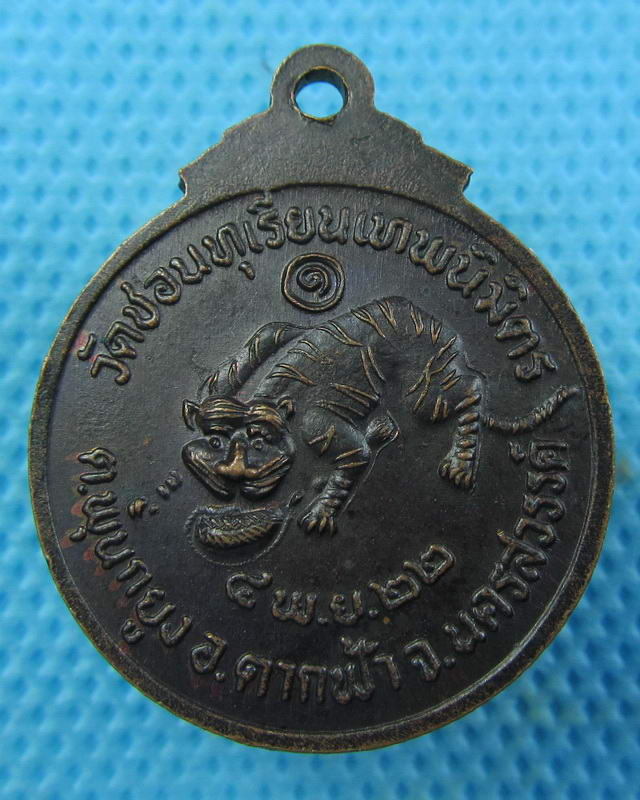 วัดช่อนทุเรียนเทพนิมิตร
๑
๔ พ.ย.๒๒
ต.พุนกยูง อ.ตากฟ้า จ.นครสวรรค์